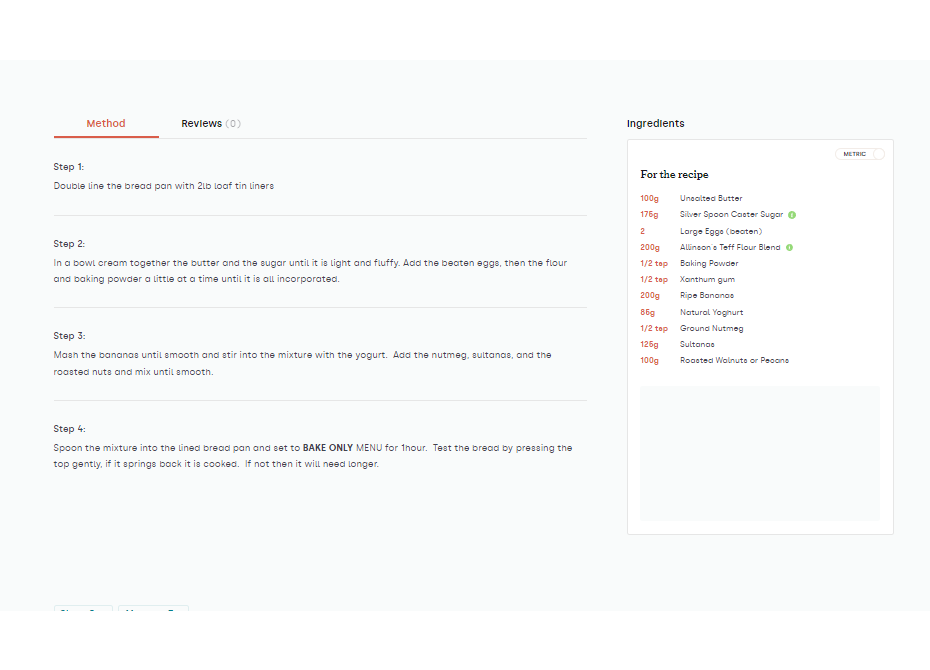 Method
Reviews (0)
Step 1:
Double line the bread pan with 2lb loaf tin liners
Step 2:
In a bowl cream together the butter and the sugar until it is light and fluffy. Add the beaten eggs, then the flour
and baking powder a little at a time until it is all incorporated.
Step 3:
Mash the bananas until smooth and stir into the mixture with the yogurt.  Add the nutmeg, sultanas, and the
roasted nuts and mix until smooth.
Step 4:
Spoon the mixture into the lined bread pan and set to BAKE ONLY MENU for 1hour.  Test the bread by pressing the
top gently, if it springs back it is cooked.  If not then it will need longer.
Ingredients
METRIC
For the recipe
100g Unsalted Butter
175g Silver Spoon Caster Sugar
2 Large Eggs (beaten)
200g Allinson's Teff Flour Blend
1/2 tsp Baking Powder
1/2 tsp Xanthum gum
200g Ripe Bananas
85g Natural Yoghurt
1/2 tsp Ground Nutmeg
125g Sultanas
100g Roasted Walnuts or Pecans